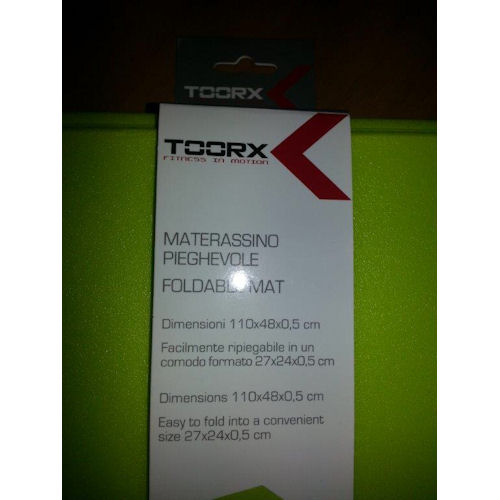 TOORX
TOORX
FITNESS IN MOTION
MATERASSINO
PIEGHEVOLE
FOLDABLE MAT
Dimensioni 110x48x0,5 cm
Facilmente ripiegabile in un
comodo formato 27x24x0,5 cm
Dimensions 110x48x0,5 cm
Easy to fold into a convenient
size 27x24x0,5 cm